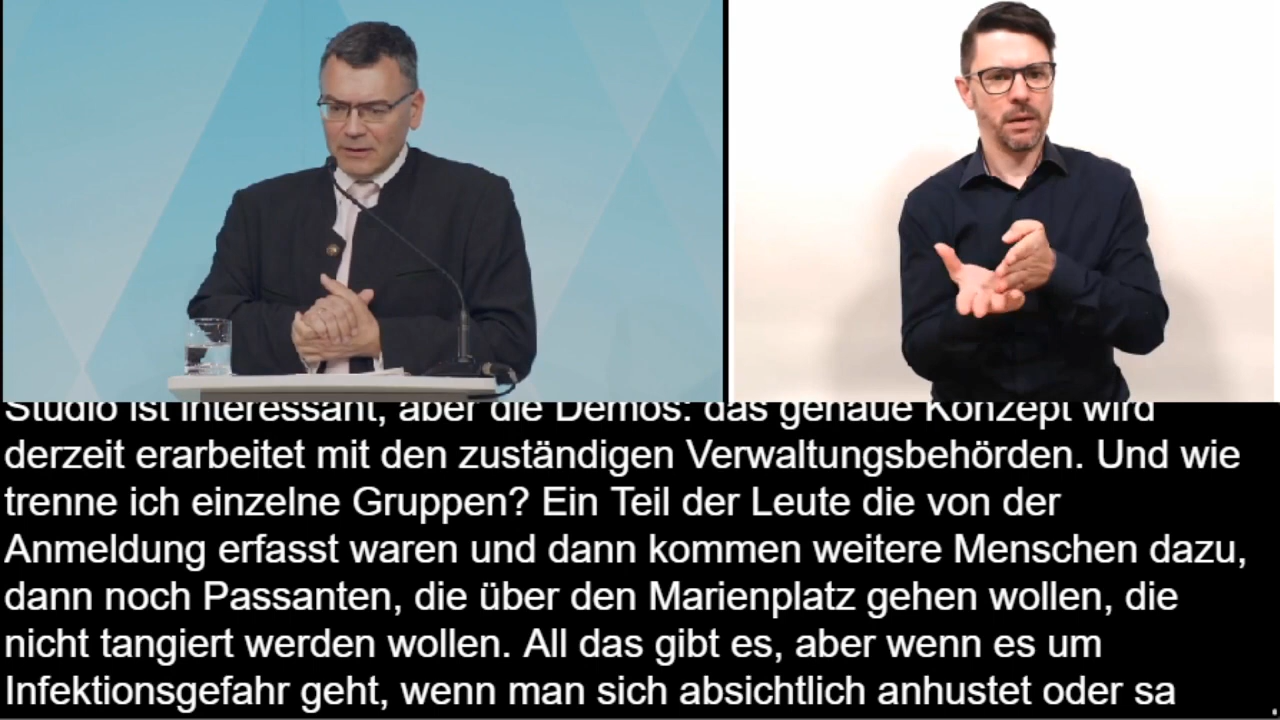 Studio ist interessant, aber die Demos: das genaue Konzept wird
derzeit erarbeitet mit den zuständigen Verwaltungsbehörden. Und wie
trenne ich einzelne Gruppen? Ein Teil der Leute die von der
Anmeldung erfasst waren und dann kommen weitere Menschen dazu,
dann noch Passanten, die über den Marienplatz gehen wollen, die
nicht tangiert werden wollen. All das gibt es, aber wenn es um
Infektionsgefahr geht, wenn man sich absichtlich anhustet oder sa